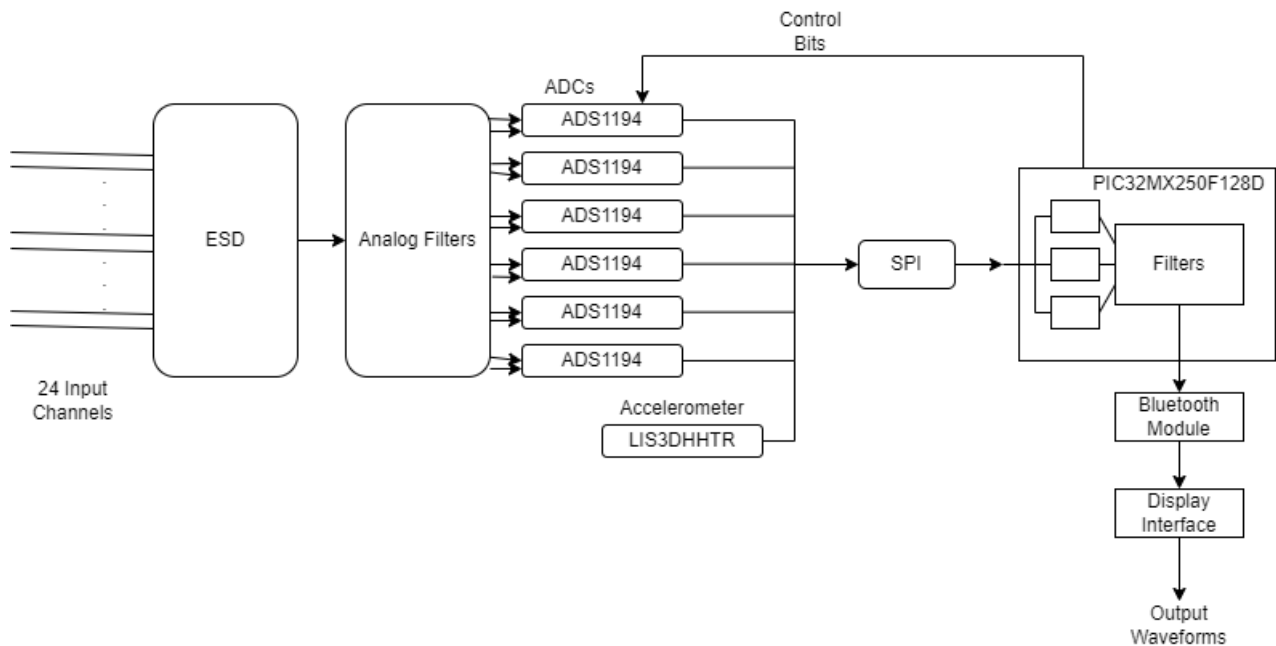 Control
Bits
ADCs
ADS1194
ADS1194
ADS1194
ADS1194
ADS1194
ADS1194
ESD
Analog Filters
SPI
PIC32MX250F128D
Filters
24 Input
Channels
Accelerometer
LIS3DHHTR
Bluetooth
Module
Display
Interface
Output
Waveforms